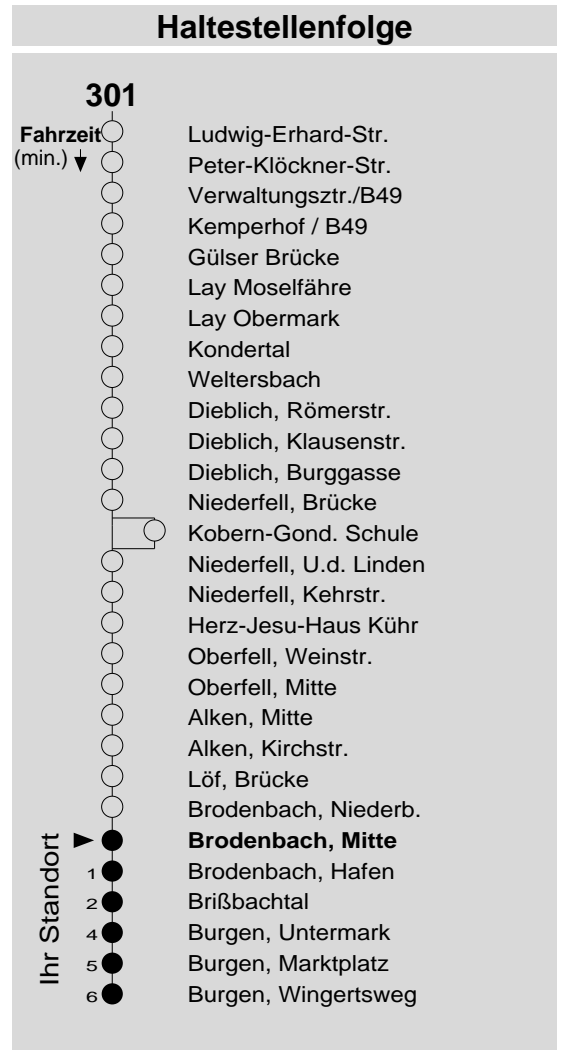 Haltestellenfolge
301
Fahrzeit
(min.)
Ludwig-Erhard-Str.
Peter-Klöckner-Str.
Verwaltungsztr./B49
Kemperhof / B49
Gülser Brücke
Lay Moselfähre
Lay Obermark
Kondertal
Weltersbach
Dieblich, Römerstr.
Dieblich, Klausenstr.
Dieblich, Burggasse
Niederfell, Brücke
Kobern-Gond. Schule
Niederfell, U.d. Linden
Niederfell, Kehrstr.
Herz-Jesu-Haus Kühr
Oberfell, Weinstr.
Oberfell, Mitte
Alken, Mitte
Alken, Kirchstr.
Löf, Brücke
Brodenbach, Niederb.
Ihr Standort
Brodenbach, Mitte
1 Brodenbach, Hafen
2 Brißbachtal
4 Burgen, Untermark
5 Burgen, Marktplatz
6 Burgen, Wingertsweg